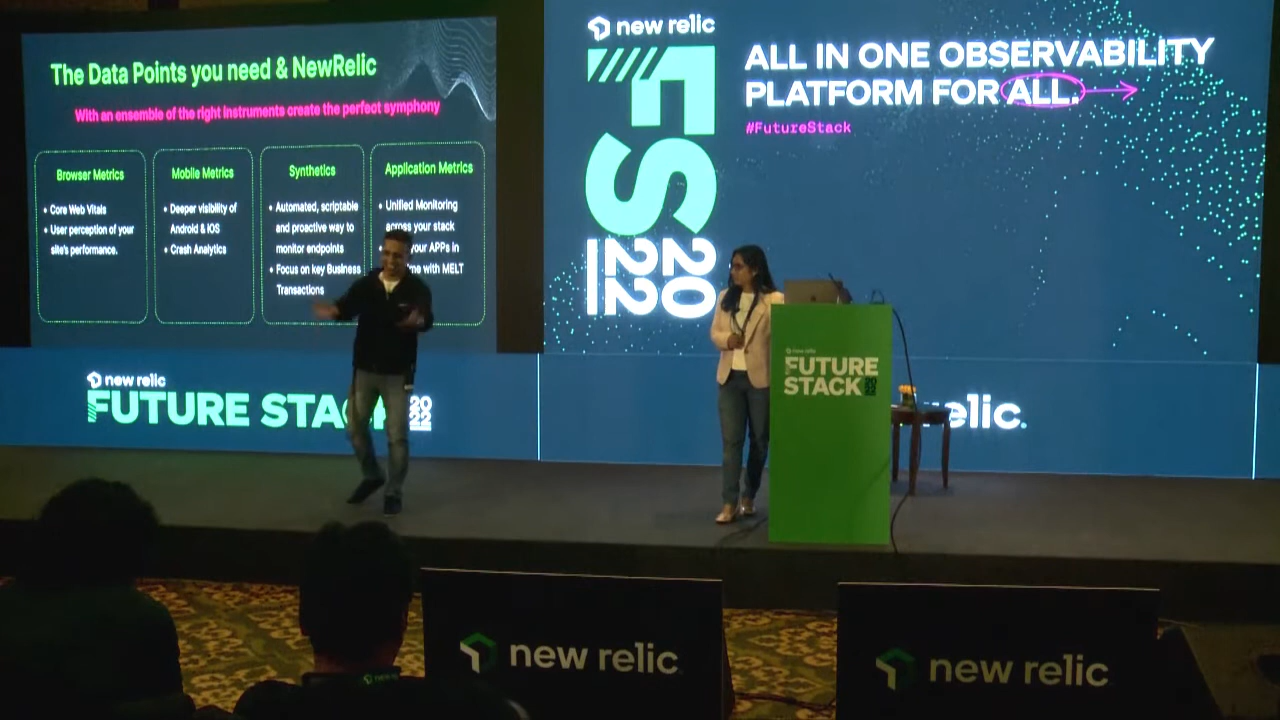 The Data Points you need & NewRelic
With an ensemble of the right instruments create the perfect symphony
Browser Metrics
• Core Web Vitals
• User perception of your
site's performance.
Mobile Metrics
• Deeper visibility of
Android & iOS
• Crash Analytics
Synthetics
• Automated, scriptable
and proactive way to
monitor endpoints
• Focus on key Business
Transactions
Application Metrics
• Unified Monitoring
across your stack
your APPs in
with MELT
new relic
FS
2022
ALL IN ONE OBSERVABILITY
PLATFORM FOR ALL.
#FutureStack
new relic
FUTURE STACK 2022
new relic
FUTURE
STACK 2022
relic.
new relic
new relic